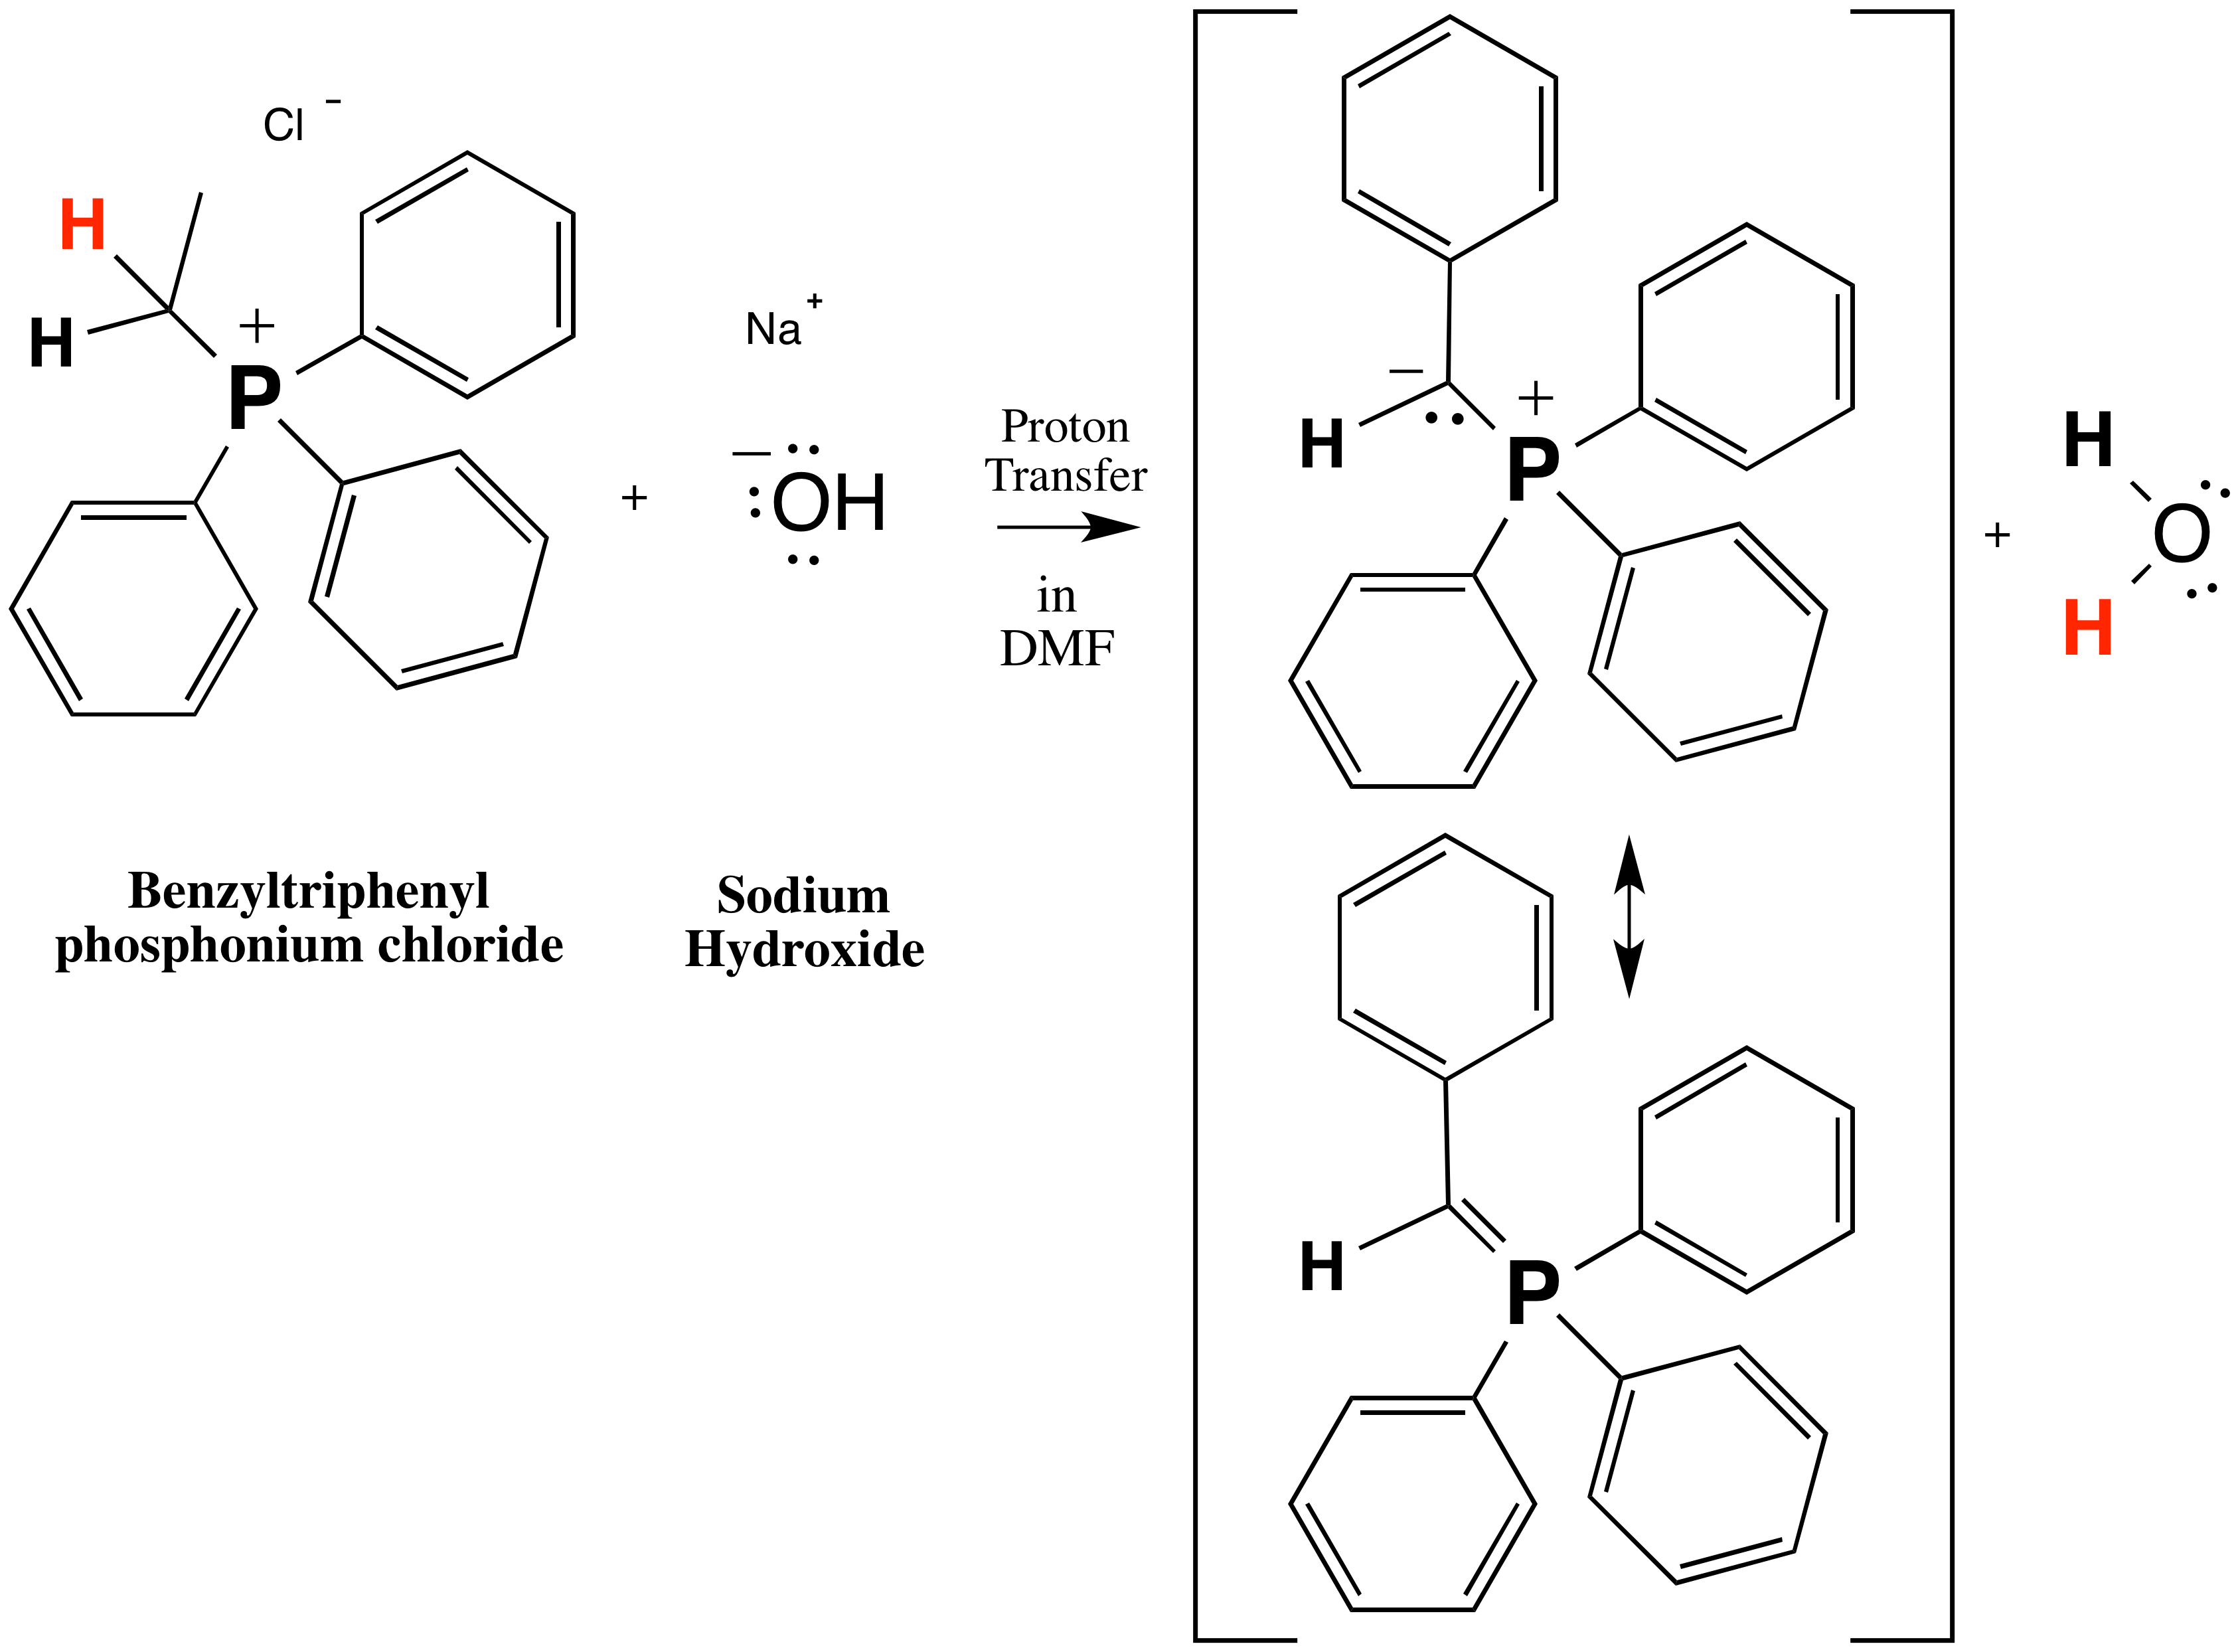 Cl −
H
H
+
P
Na +
+
− OH
Proton
Transfer
in
DMF
− +
H
P
+
H
O
H
Benzyltriphenyl
phosphonium chloride
Sodium
Hydroxide
H
P